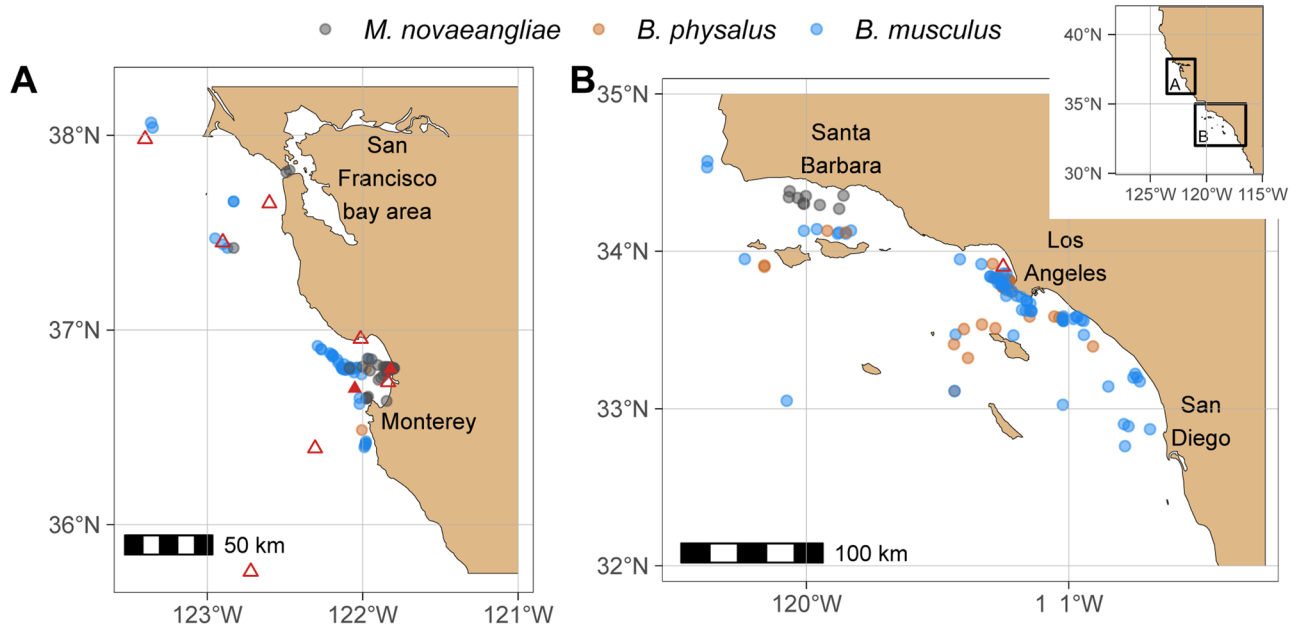 M. novaeangliae B. physalus B. musculus
A
38°N
37°N
36°N
San
Francisco
bay area
Monterey
50 km
123°W 122°W 121°W
B
35°N
34°N
33°N
32°N
Santa
Barbara
Los
Angeles
San
Diego
100 km
120°W 1 1°W
40°N
35°N
30°N
A
B
125°W 120°W 115°W